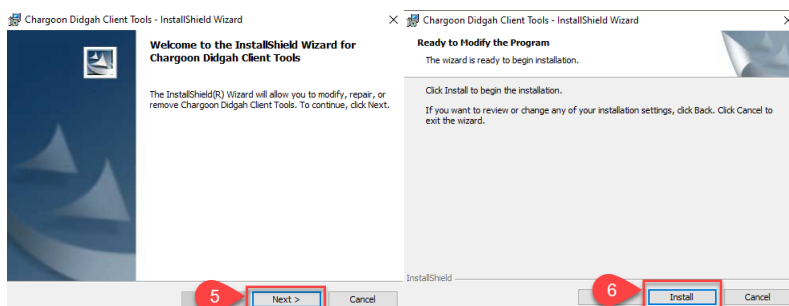 Chargoon Didgah Client Tools - InstallShield Wizard
Welcome to the InstallShield Wizard for
Chargoon Didgah Client Tools
The InstallShield(R) Wizard will allow you to modify, repair, or
remove Chargoon Didgah Client Tools. To continue, click Next.
5
Next >
Cancel
Chargoon Didgah Client Tools - InstallShield Wizard
Ready to Modify the Program
The wizard is ready to begin installation.
Click Install to begin the installation.
If you want to review or change any of your installation settings, click Back. Click Cancel to
exit the wizard.
InstallShield
6
Install
Cancel